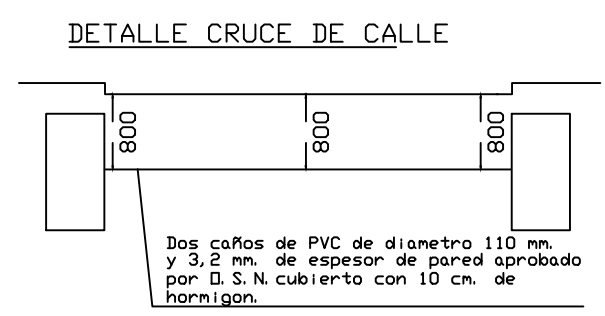 DETALLE CRUCE DE CALLE
800
800
800
Dos caños de PVC de diametro 110 mm.
y 3,2 mm. de espesor de pared aprobado
por O. S. N. cubierto con 10 cm. de
hormigon.